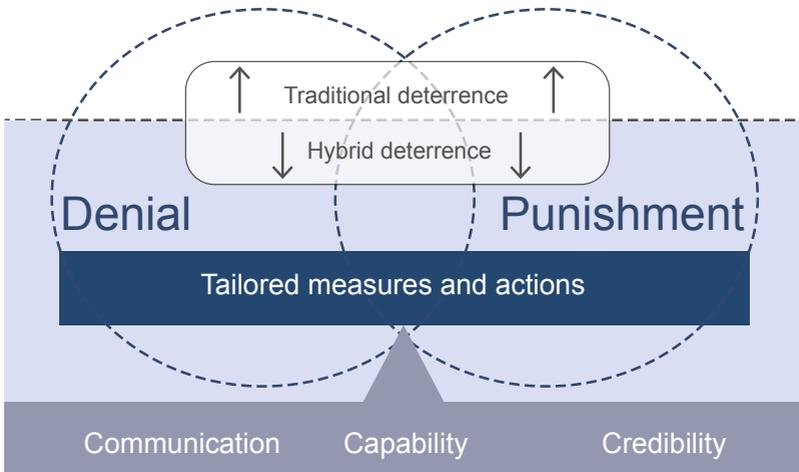 Traditional deterrence
Hybrid deterrence
Denial
Punishment
Tailored measures and actions
Communication
Capability
Credibility